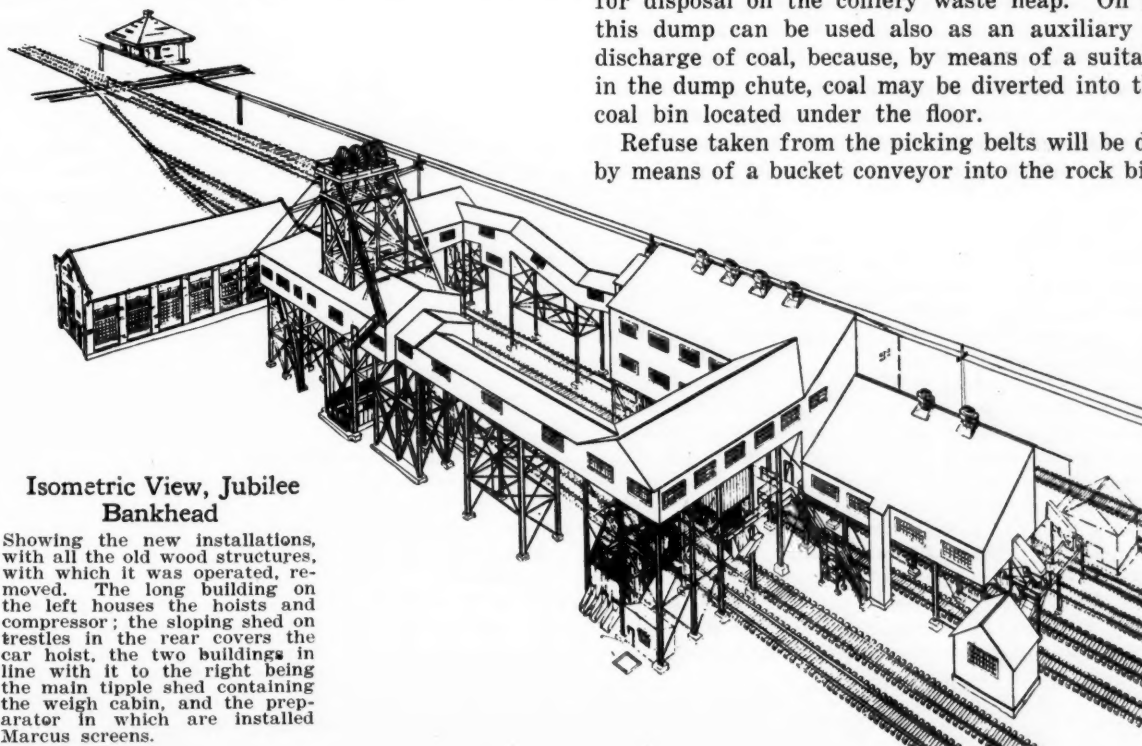 for disposal on the colliery waste heap. On
this dump can be used also as an auxiliary
discharge of coal, because, by means of a suita
in the dump chute, coal may be diverted into t
coal bin located under the floor.
Refuse taken from the picking belts will be d
by means of a bucket conveyor into the rock bi
Isometric View, Jubilee
Bankhead
Showing the new installations,
with all the old wood structures,
with which it was operated, re-
moved. The long building on
the left houses the hoists and
compressor; the sloping shed on
trestles in the rear covers the
car hoist, the two buildings in
line with it to the right being
the main tipple shed containing
the weigh cabin, and the prep-
arator in which are installed
Marcus screens.